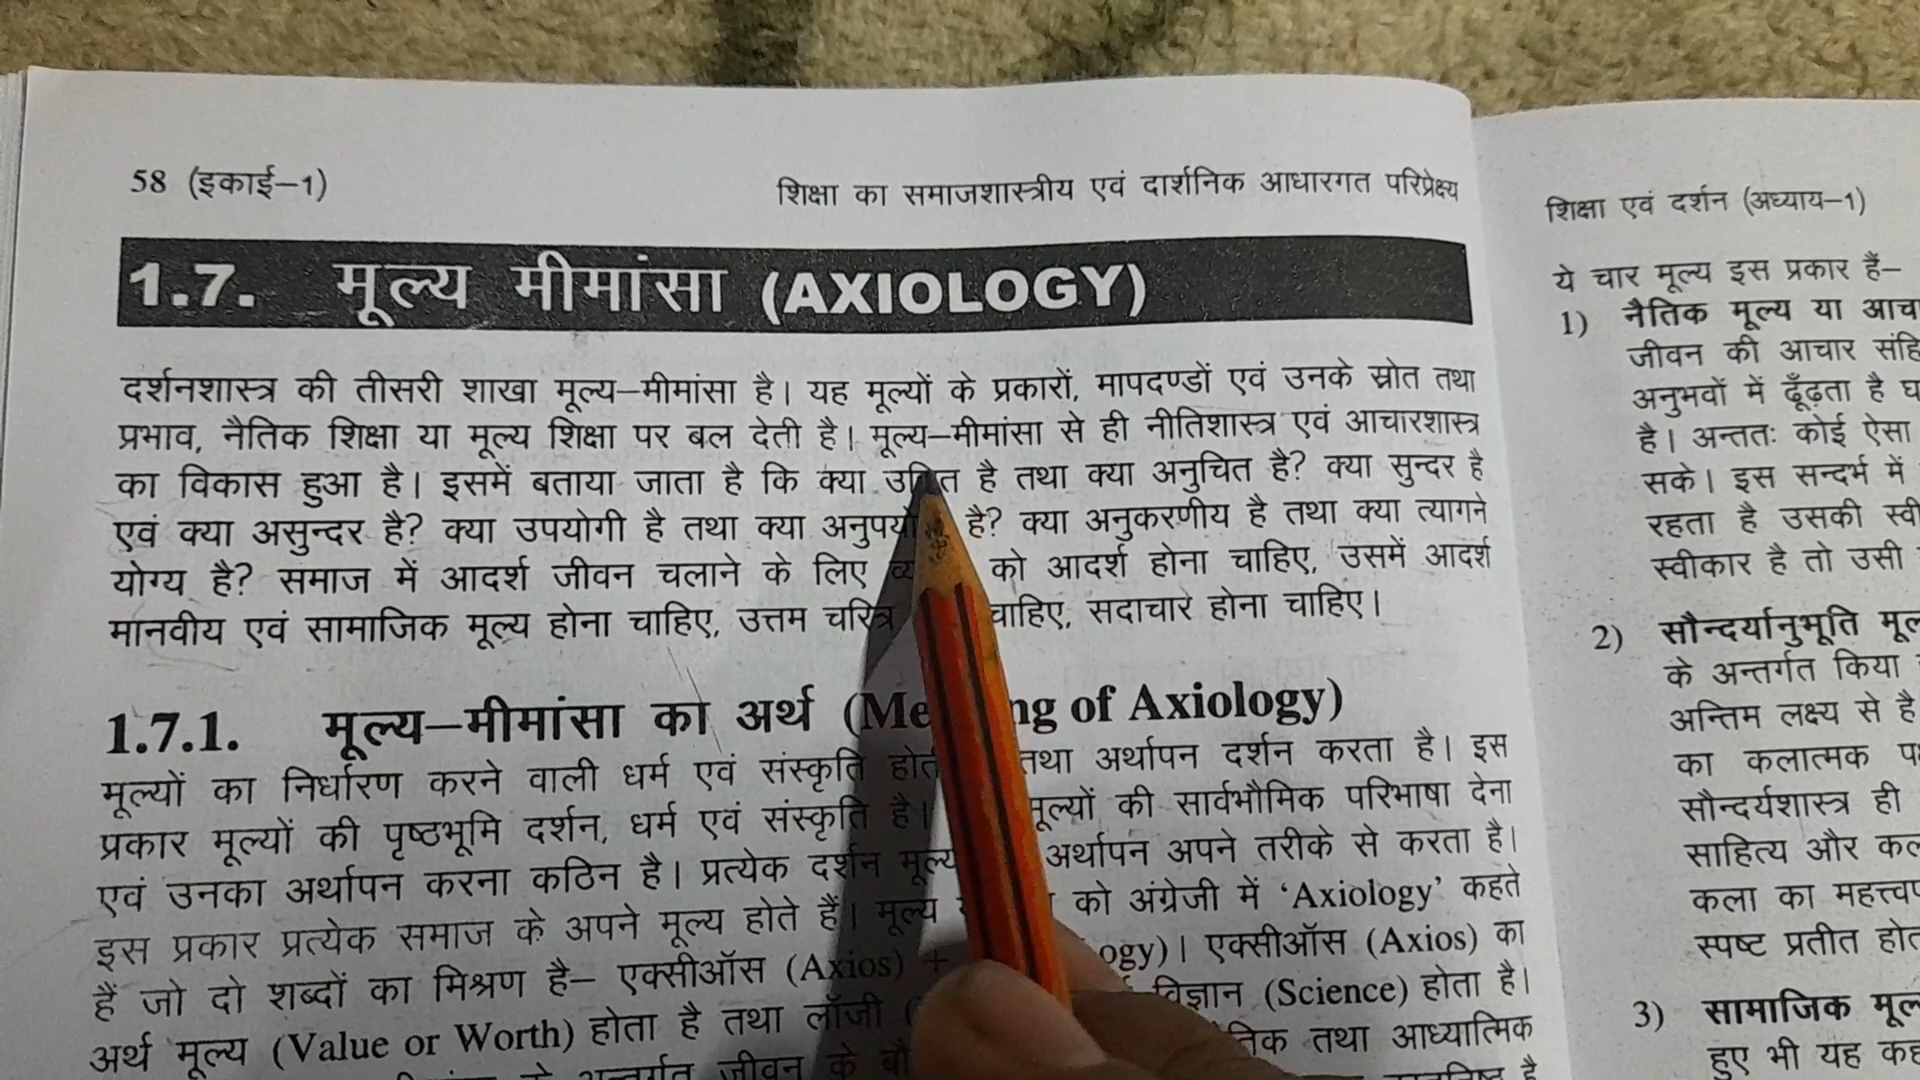 58 (इकाई–1)
शिक्षा का समाजशास्त्रीय एवं दार्शनिक आधारगत परिप्रेक्ष्य
1.7. मूल्य मीमांसा (AXIOLOGY)
दर्शनशास्त्र की तीसरी शाखा मूल्य–मीमांसा है। यह मूल्यों के प्रकारों, मापदण्डों एवं उनके स्रोत तथा
प्रभाव, नैतिक शिक्षा या मूल्य शिक्षा पर बल देती है। मूल्य–मीमांसा से ही नीतिशास्त्र एवं आचारशास्त्र
का विकास हुआ है। इसमें बताया जाता है कि क्या उचित है तथा क्या अनुचित है? क्या सुन्दर है
एवं क्या असुन्दर है? क्या उपयोगी है तथा क्या है? क्या अनुकरणीय है तथा क्या त्यागने
योग्य है? समाज में आदर्श जीवन चलाने के लिए को आदर्श होना चाहिए, उसमें आदर्श
मानवीय एवं सामाजिक मूल्य होना चाहिए, उत्तम चरित्र चाहिए, सदाचार होना चाहिए।
1.7.1. मूल्य–मीमांसा का अर्थ (Meaning of Axiology)
मूल्यों का निर्धारण करने वाली धर्म एवं संस्कृति तथा अर्थापन दर्शन करता है। इस
प्रकार मूल्यों की पृष्ठभूमि दर्शन, धर्म एवं संस्कृति है। मूल्यों की सार्वभौमिक परिभाषा देना
एवं उनका अर्थापन करना कठिन है। प्रत्येक दर्शन अर्थापन अपने तरीके से करता है।
इस प्रकार प्रत्येक समाज के अपने मूल्य होते हैं। मूल्य को अंग्रेजी में ‘Axiology’ कहते
हैं जो दो शब्दों का मिश्रण है– एक्सीऑस (Axios) + एक्सीऑस (Axios) का
अर्थ मूल्य (Value or Worth) होता है तथा लॉजी विज्ञान (Science) होता है।
अन्तर्गत जीवन के तथा आध्यात्मिक
शिक्षा एवं दर्शन (अध्याय–1)
ये चार मूल्य इस प्रकार हैं–
1) नैतिक मूल्य या
जीवन की आचार
अनुभवों में ढूँढ़ता है
है। अन्ततः कोई ऐसा
सके। इस सन्दर्भ में
रहता है उसकी
स्वीकार है तो उसी
2) सौन्दर्यानुभूति
के अन्तर्गत किया
अन्तिम लक्ष्य से है
का कलात्मक
सौन्दर्यशास्त्र ही
साहित्य और
कला का
स्पष्ट प्रतीत
3) सामाजिक
हुए भी यह